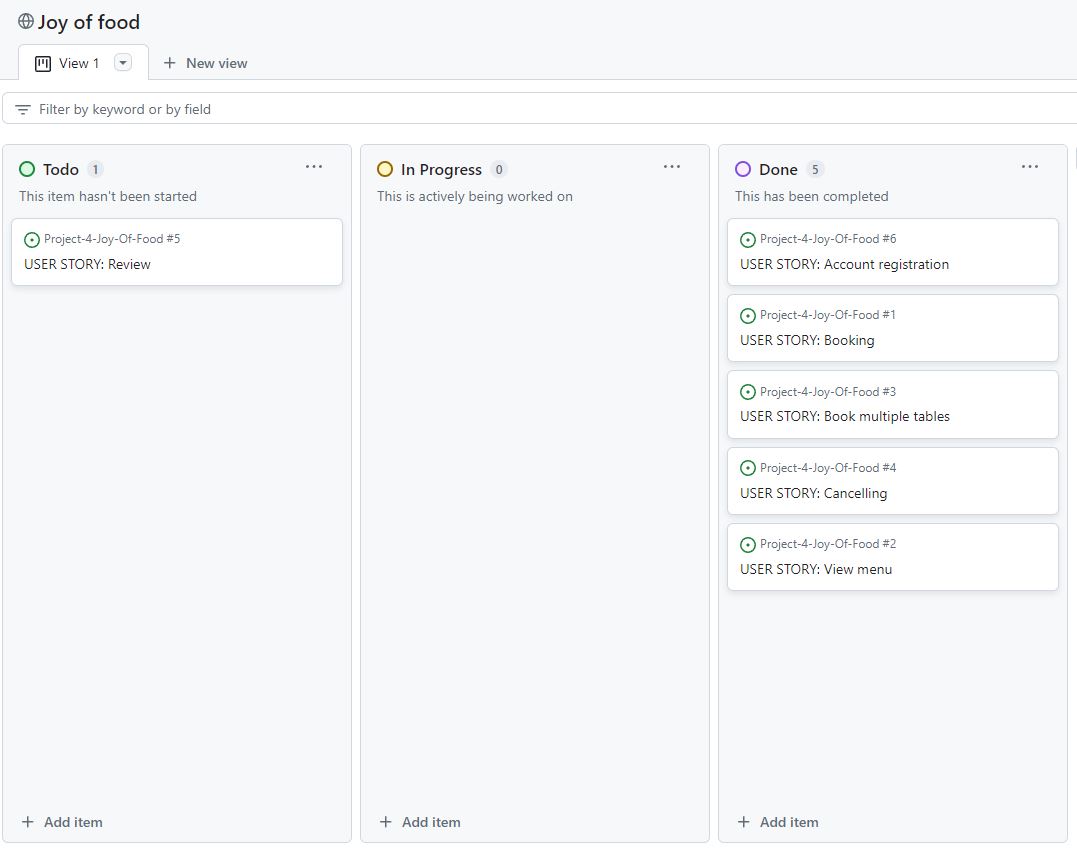 Joy of food
View 1
New view
Filter by keyword or by field
Todo 1
This item hasn't been started
Project-4-Joy-Of-Food #5
USER STORY: Review
Add item
In Progress 0
This is actively being worked on
Add item
Done 5
This has been completed
Project-4-Joy-Of-Food #6
USER STORY: Account registration
Project-4-Joy-Of-Food #1
USER STORY: Booking
Project-4-Joy-Of-Food #3
USER STORY: Book multiple tables
Project-4-Joy-Of-Food #4
USER STORY: Cancelling
Project-4-Joy-Of-Food #2
USER STORY: View menu
Add item